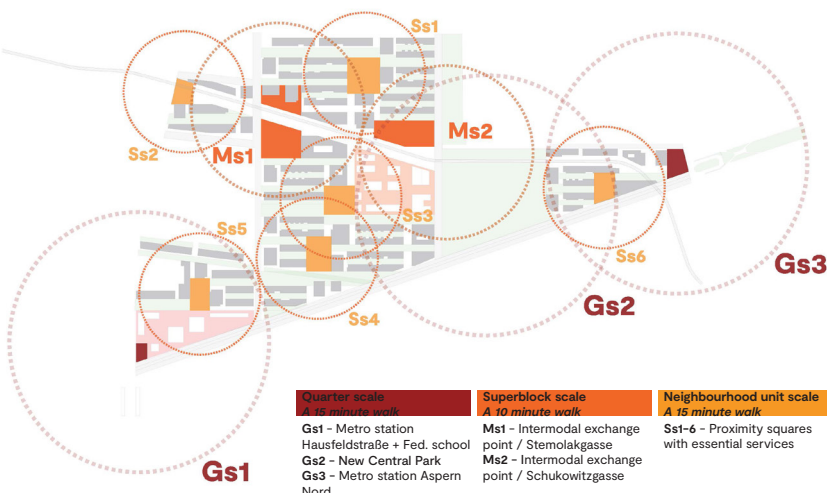 Ss1
Ss2
Ms1
Ms2
Ss3
Ss5
Ss6
Gs3
Gs2
Ss4
Gs1
Quarter scale
A 15 minute walk
Gs1 - Metro station
Hausfeldstraße + Fed. school
Gs2 - New Central Park
Gs3 - Metro station Aspern
Nord
Superblock scale
A 10 minute walk
Ms1 - Intermodal exchange
point / Stemolakgasse
Ms2 - Intermodal exchange
point / Schukowitzgasse
Neighbourhood unit scale
A 15 minute walk
Ss1-6 - Proximity squares
with essential services